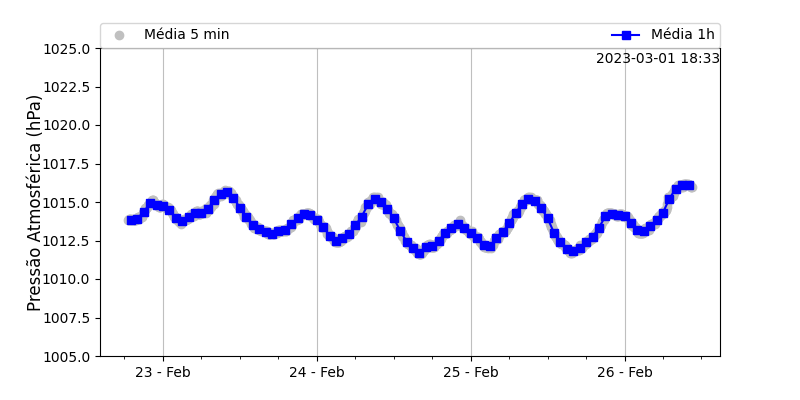 Média 5 min
Média 1h
2023-03-01 18:33
Pressão Atmosférica (hPa)
1025.0
1022.5
1020.0
1017.5
1015.0
1012.5
1010.0
1007.5
1005.0
23 - Feb
24 - Feb
25 - Feb
26 - Feb